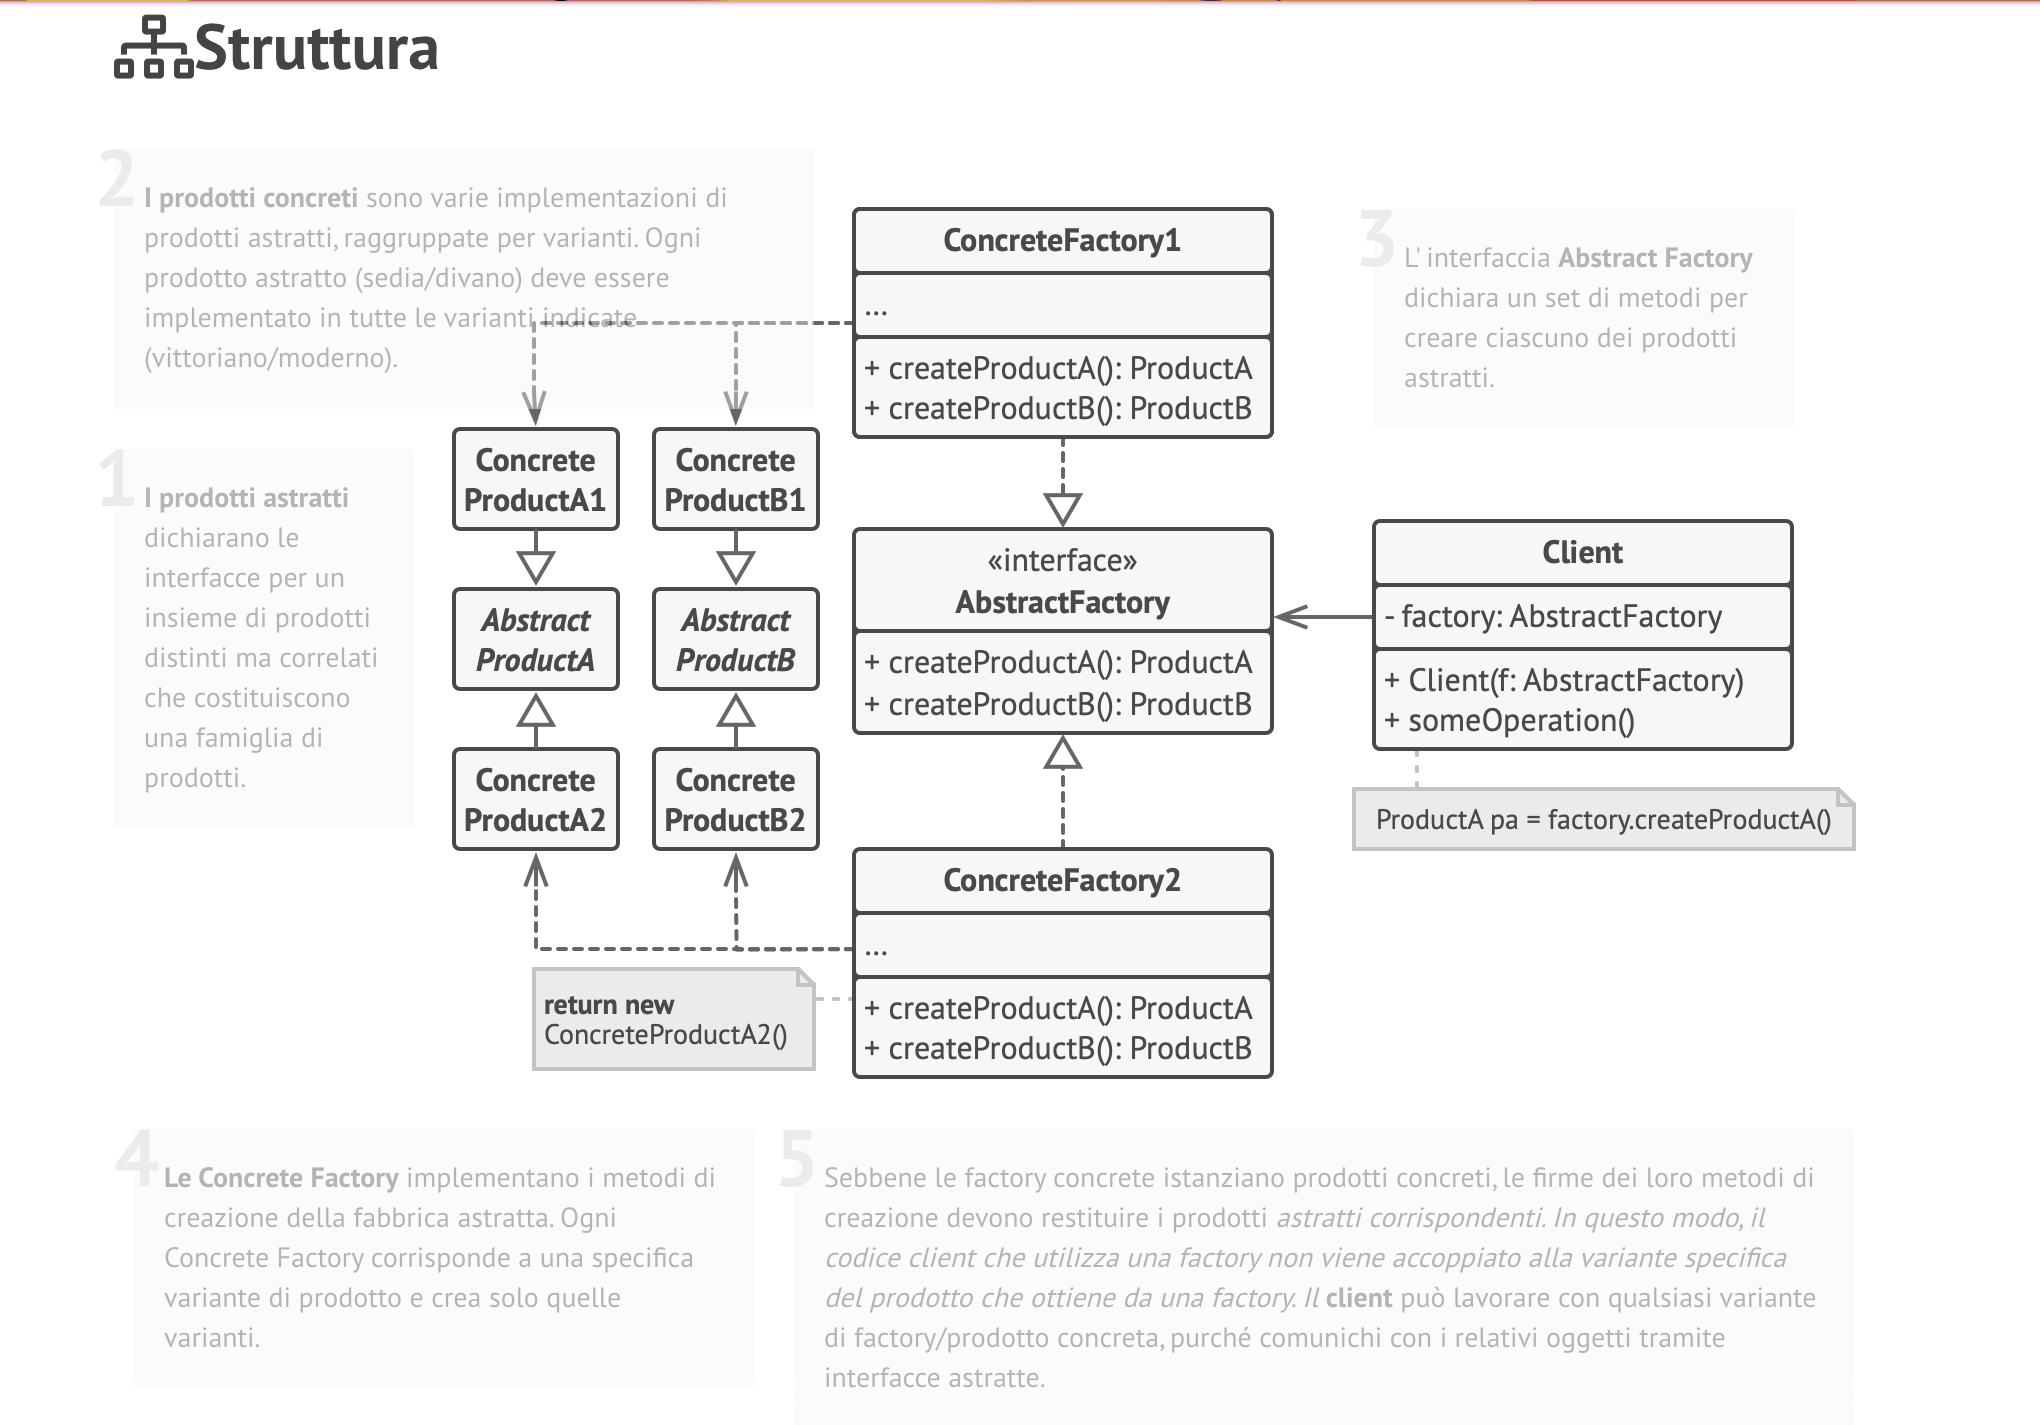 Struttura
2
I prodotti concreti sono varie implementazioni di
prodotti astratti, raggruppate per varianti. Ogni
prodotto astratto (sedia/divano) deve essere
implementato in tutte le varianti indicate
(vittoriano/moderno).
ConcreteFactory1
...
+ createProductA(): ProductA
+ createProductB(): ProductB
3
L' interfaccia Abstract Factory
dichiara un set di metodi per
creare ciascuno dei prodotti
astratti.
1
I prodotti astratti
dichiarano le
interfacce per un
insieme di prodotti
distinti ma correlati
che costituiscono
una famiglia di
prodotti.
Concrete
ProductA1
Concrete
ProductB1
Abstract
ProductA
Abstract
ProductB
Concrete
ProductA2
Concrete
ProductB2
«interface»
AbstractFactory
+ createProductA(): ProductA
+ createProductB(): ProductB
Client
- factory: AbstractFactory
+ Client(f: AbstractFactory)
+ someOperation()
ProductA pa = factory.createProductA()
ConcreteFactory2
...
+ createProductA(): ProductA
+ createProductB(): ProductB
return new
ConcreteProductA2()
4
Le Concrete Factory implementano i metodi di
creazione della fabbrica astratta. Ogni
Concrete Factory corrisponde a una specifica
variante di prodotto e crea solo quelle
varianti.
5
Sebbene le factory concrete istanziano prodotti concreti, le firme dei loro metodi di
creazione devono restituire i prodotti astratti corrispondenti. In questo modo, il
codice client che utilizza una factory non viene accoppiato alla variante specifica
del prodotto che ottiene da una factory. Il client può lavorare con qualsiasi variante
di factory/prodotto concreta, purché comunichi con i relativi oggetti tramite
interfacce astratte.